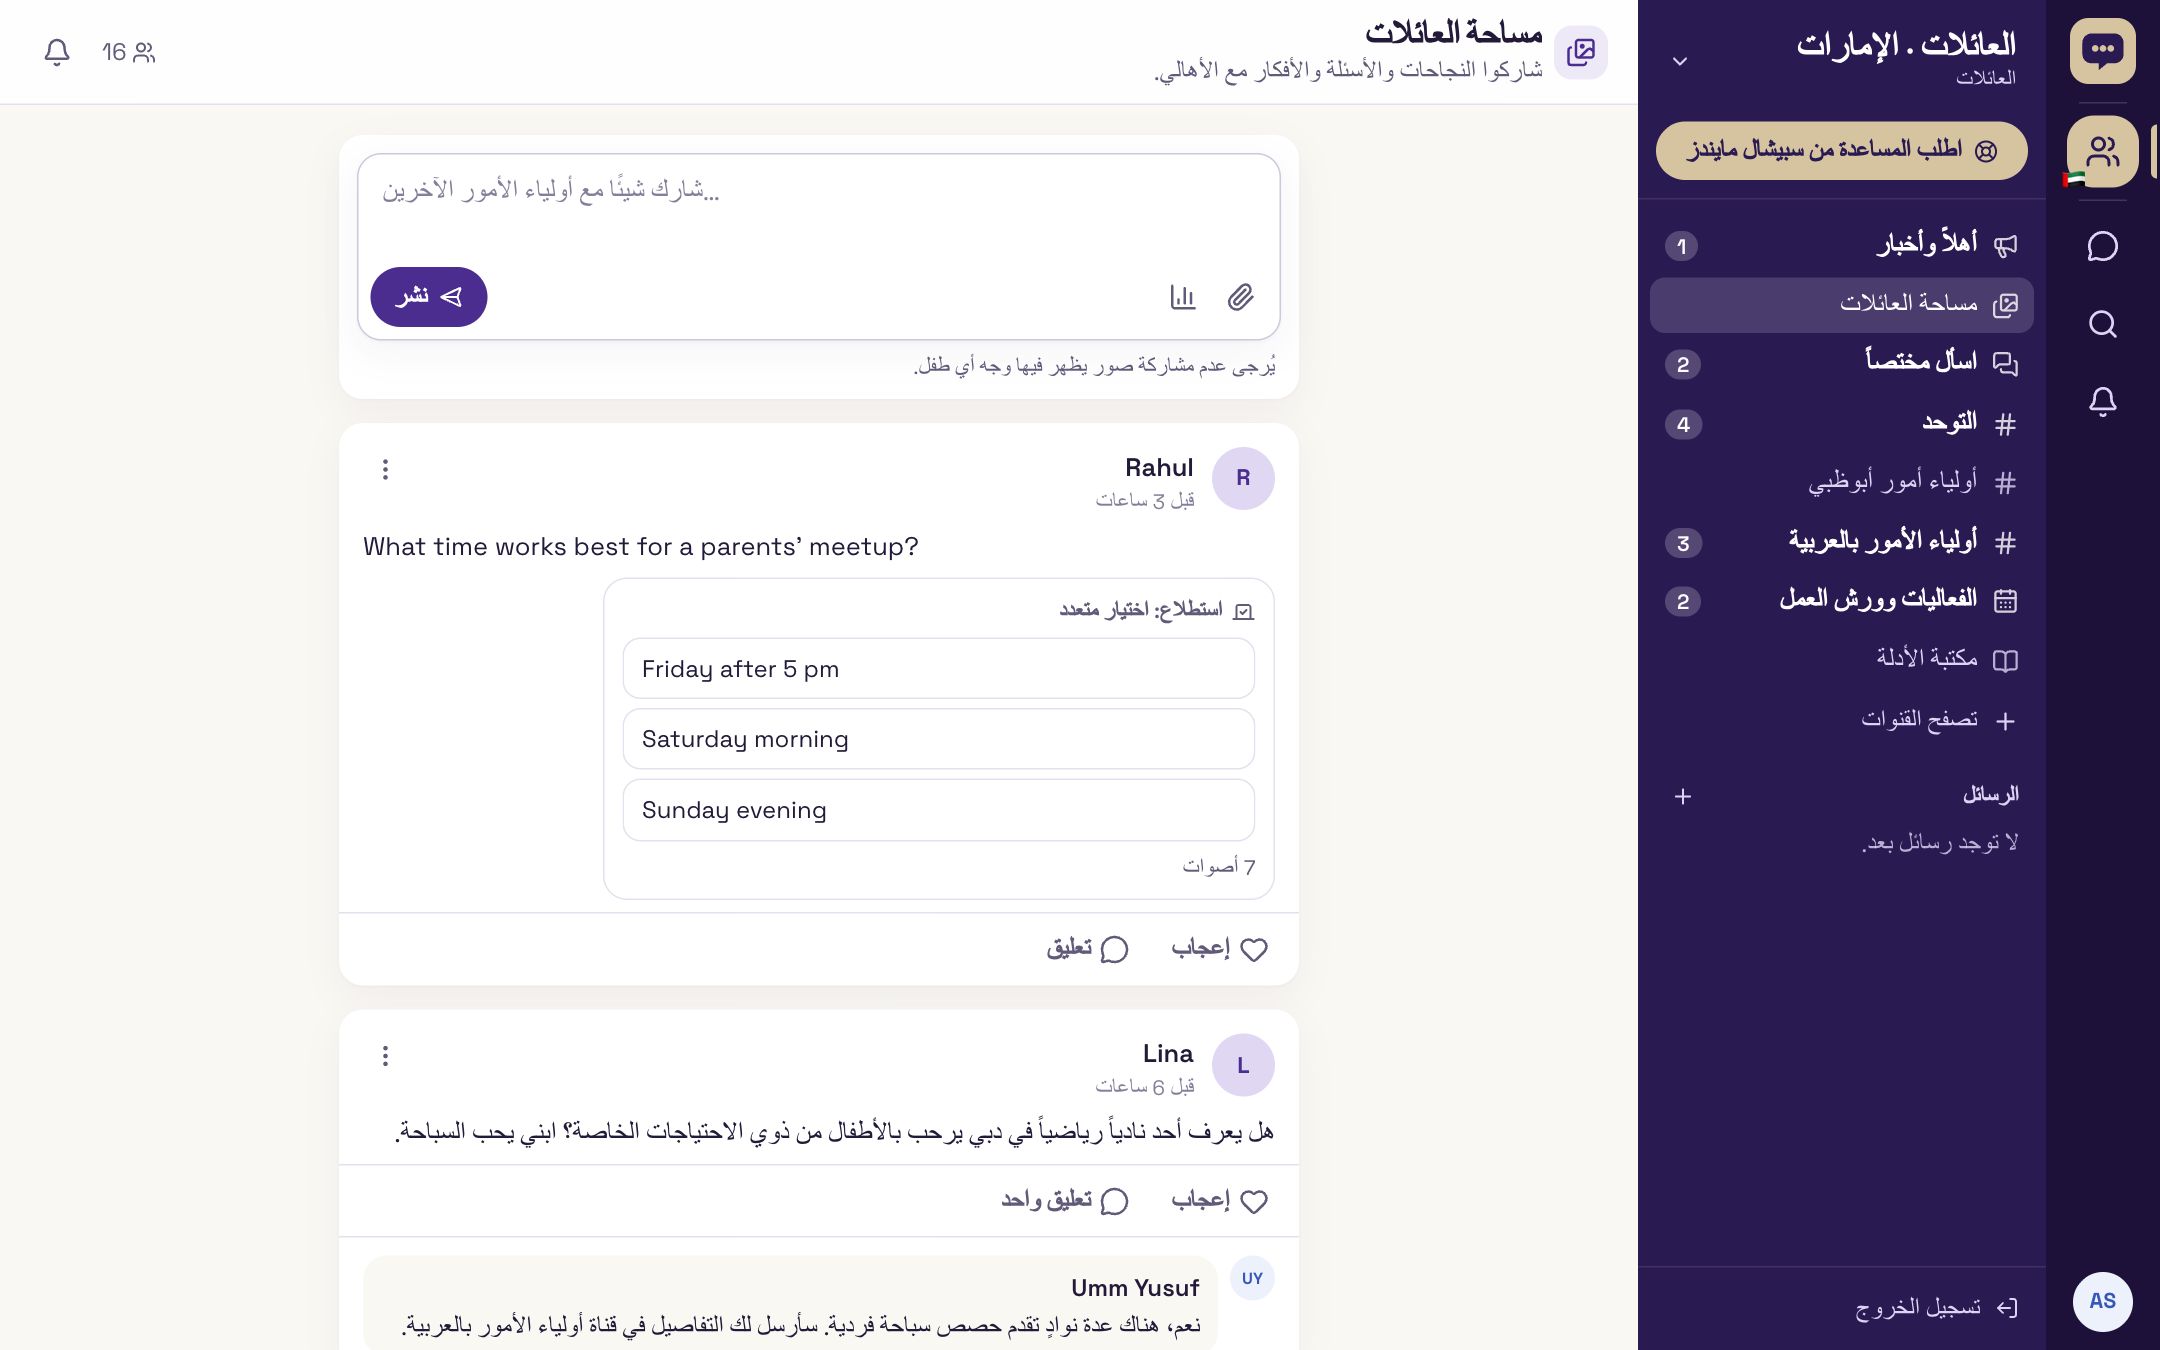 العائلات . الإمارات
العائلات
اطلب المساعدة من سبيشال مايندز
أهلاً وأخبار
1
مساحة العائلات
اسأل مختصاً
2
التوحد
4
أولياء أمور أبوظبي
أولياء الأمور بالعربية
3
الفعاليات وورش العمل
2
مكتبة الأدلة
تصفح القنوات
الرسائل
لا توجد رسائل بعد.
تسجيل الخروج
AS
مساحة العائلات
شاركوا النجاحات والأسئلة والأفكار مع الأهالي.
16
شارك شيئًا مع أولياء الأمور الآخرين...
نشر
يُرجى عدم مشاركة صور يظهر فيها وجه أي طفل.
R
Rahul
قبل 3 ساعات
What time works best for a parents’ meetup?
استطلاع: اختيار متعدد
Friday after 5 pm
Saturday morning
Sunday evening
7 أصوات
إعجاب
تعليق
L
Lina
قبل 6 ساعات
هل يعرف أحد نادياً رياضياً في دبي يرحب بالأطفال من ذوي الاحتياجات الخاصة؟ ابني يحب السباحة.
إعجاب
تعليق واحد
UY
Umm Yusuf
نعم، هناك عدة نوادٍ تقدم حصص سباحة فردية. سأرسل لك التفاصيل في قناة أولياء الأمور بالعربية.